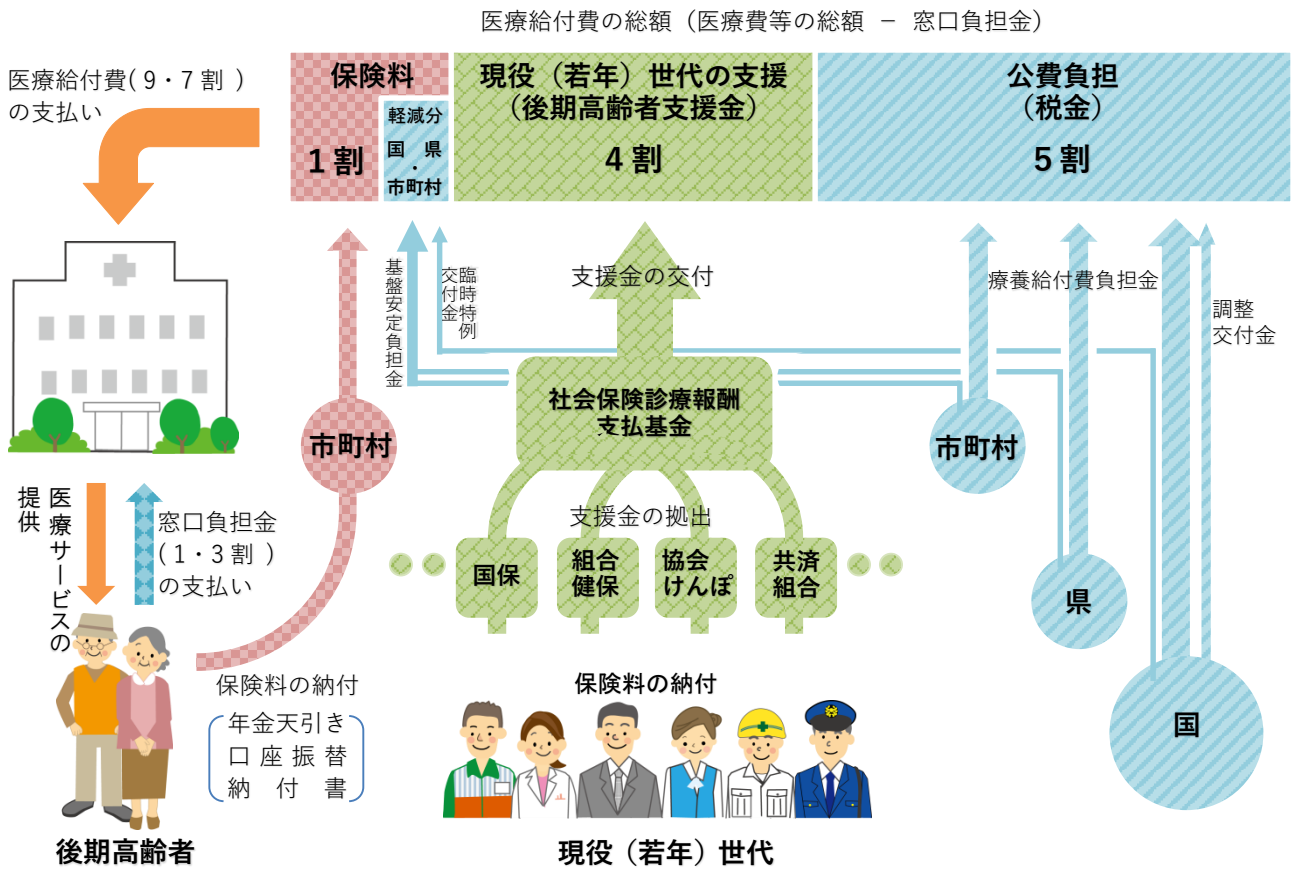 医療給付費の総額（医療費等の総額 － 窓口負担金）
医療給付費(９・７割 )
の支払い
保険料
１割
軽減分
国 県
・
市町村
現役（若年）世代の支援
（後期高齢者支援金）
４割
公費負担
（税金）
５割
基盤安定負担金
臨時特例
交付金
支援金の交付
療養給付費負担金
調整
交付金
社会保険診療報酬
支払基金
市町村
市町村
医療サービスの
提供
窓口負担金
(１・３割 )
の支払い
支援金の拠出
国保
組合
健保
協会
けんぽ
共済
組合
県
国
保険料の納付
年金天引き
口座振替
納付書
保険料の納付
後期高齢者
現役（若年）世代